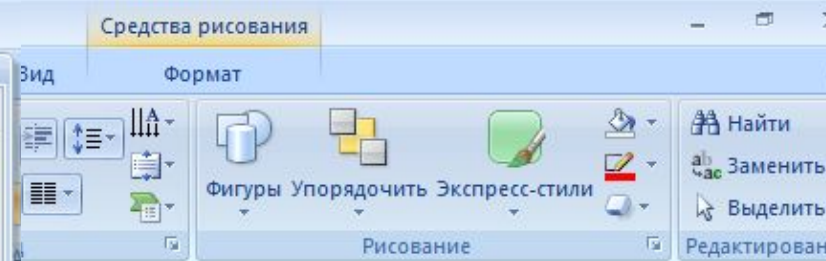 Средства рисования
Вид Формат
Найти
Заменить
Фигуры Упорядочить Экспресс-стили
Выделить
Рисование Редактирован